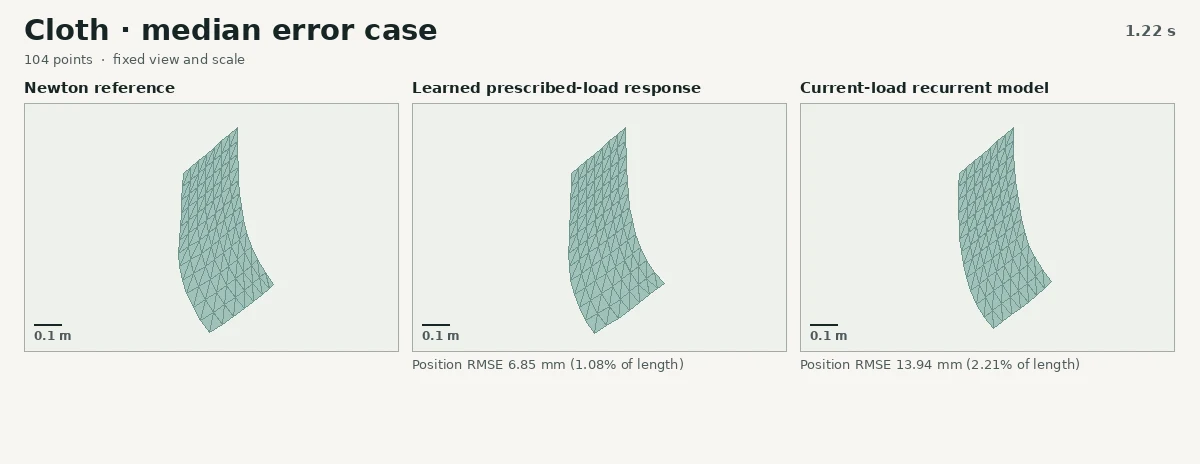 Cloth · median error case
1.22 s
104 points · fixed view and scale
Newton reference
Learned prescribed-load response
Current-load recurrent model
0.1 m
0.1 m
0.1 m
Position RMSE 6.85 mm (1.08% of length)
Position RMSE 13.94 mm (2.21% of length)